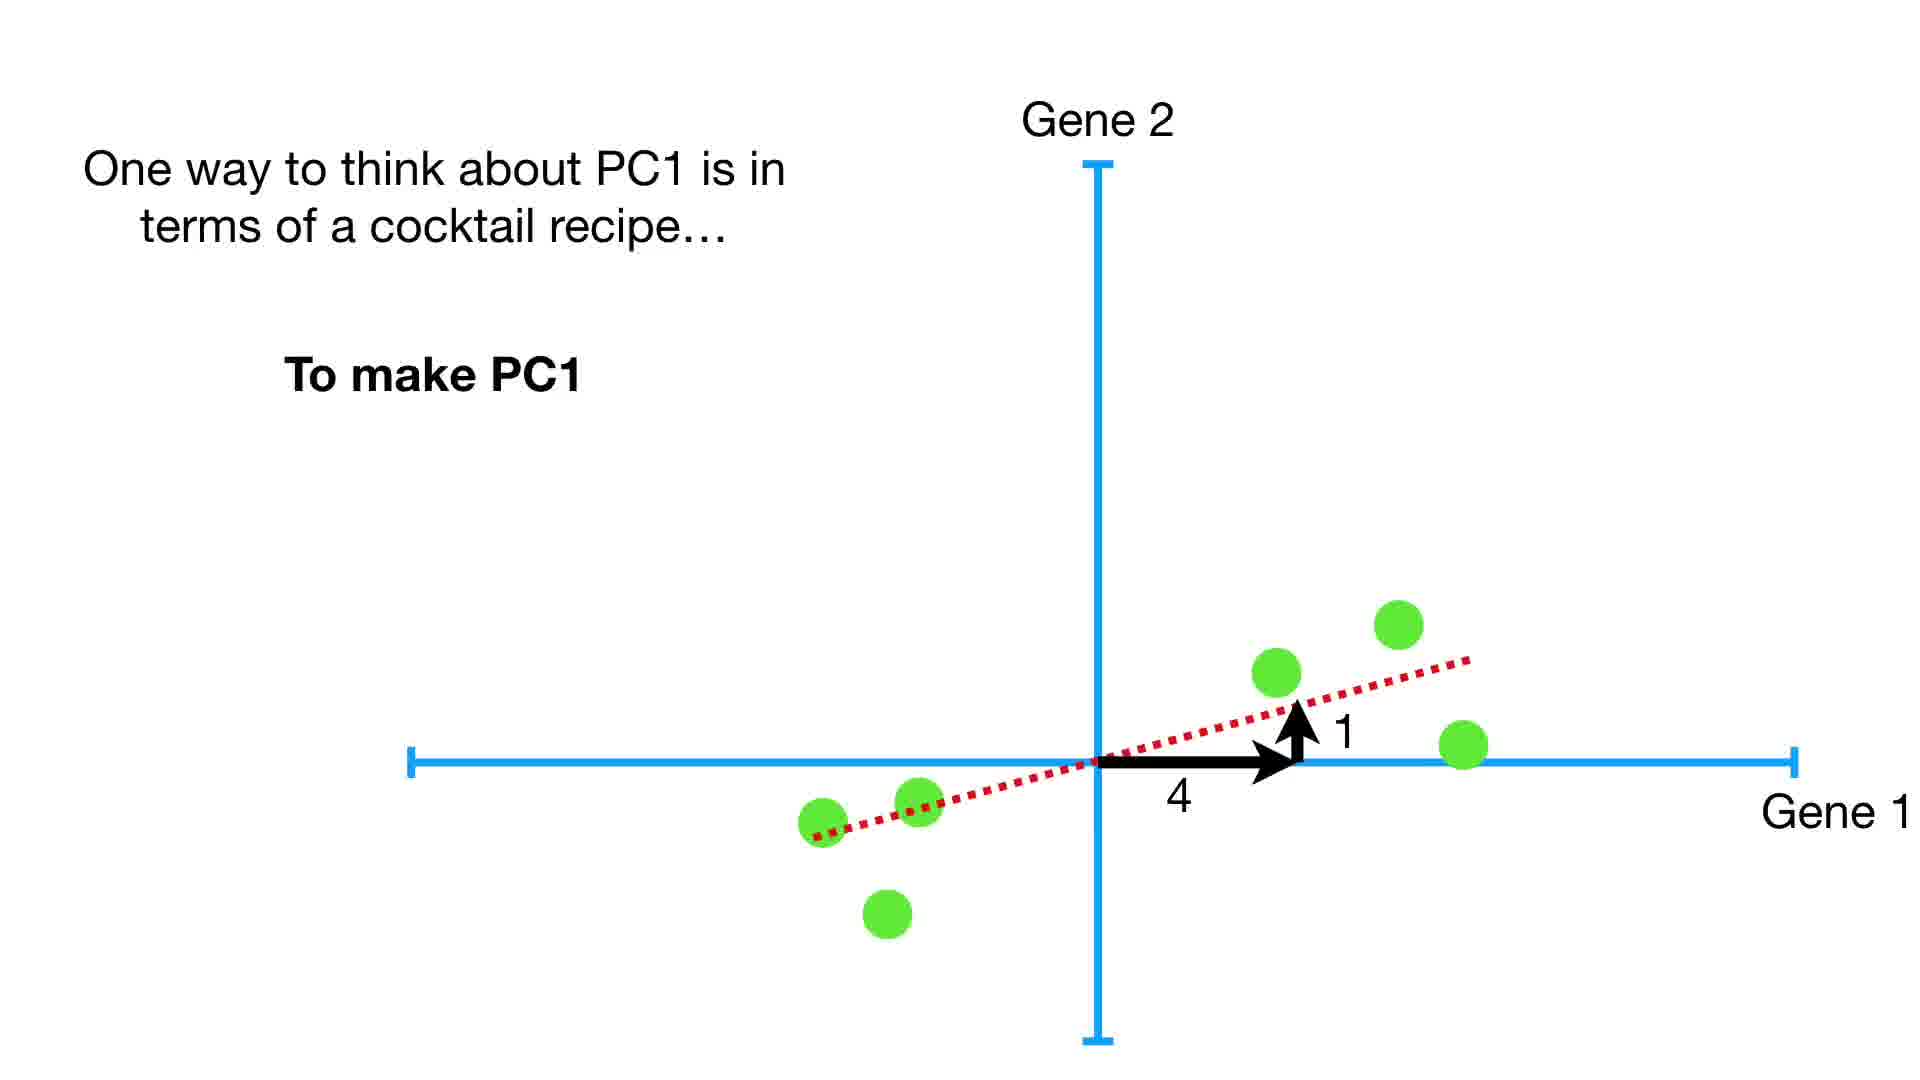 Gene 2
One way to think about PC1 is in
terms of a cocktail recipe…
To make PC1
1
4
Gene 1